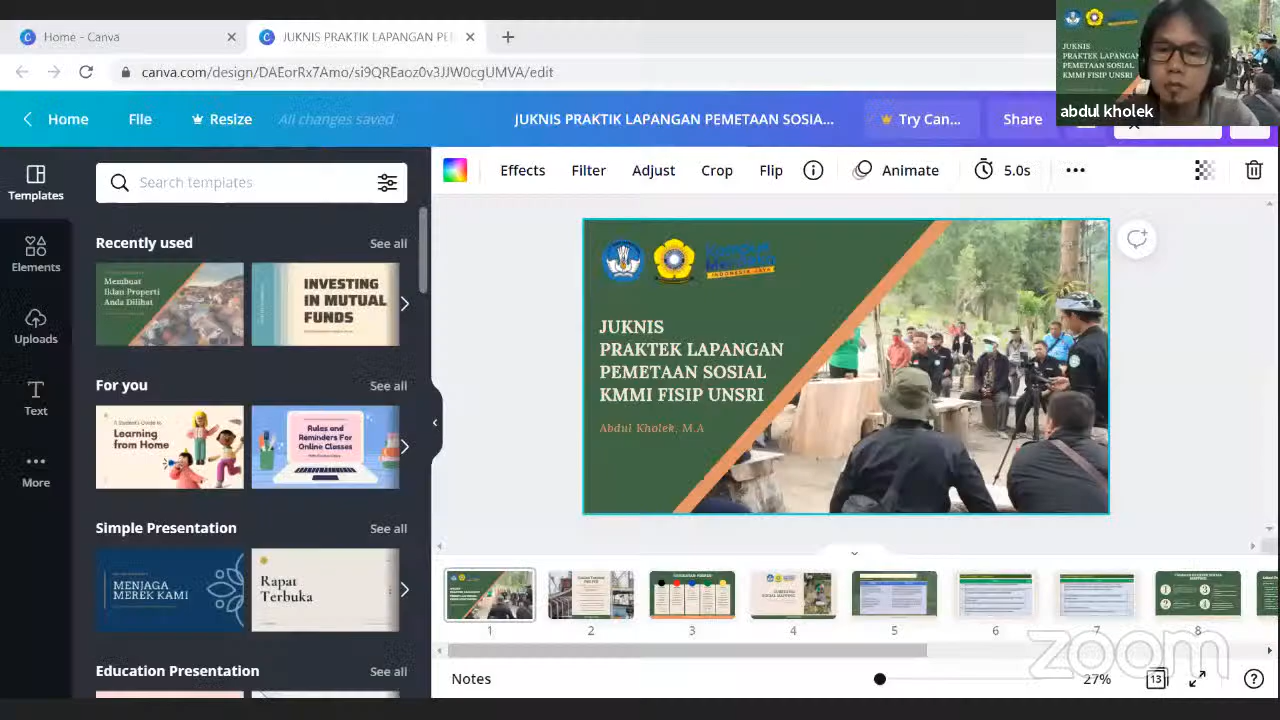 Home - Canva
JUKNIS PRAKTIK LAPANGAN PE
canva.com/design/DAEorRx7Amo/si9QREaoz0v3JJW0cgUMVA/edit
Home
File
Resize
All changes saved
JUKNIS PRAKTIK LAPANGAN PEMETAAN SOSIA...
Try Can...
Share
JUKNIS
PRAKTEK LAPANGAN
PEMETAAN SOSIAL
KMMI FISIP UNSRI
abdul kholek
Templates
Elements
Uploads
Text
More
Search templates
Recently used
See all
Membuat
Iklan Properti
Anda Dilihat
INVESTING
IN MUTUAL
FUNDS
For you
See all
Learning
from Home
Rules and
Reminders For
Online Classes
Simple Presentation
See all
MENJAGA
MEREK KAMI
Rapat
Terbuka
Education Presentation
See all
Effects
Filter
Adjust
Crop
Flip
Animate
5.0s
INDONESIA JAYA
JUKNIS
PRAKTEK LAPANGAN
PEMETAAN SOSIAL
KMMI FISIP UNSRI
Abdul Kholek, M.A
1
2
3
4
5
6
7
8
Notes
27%
13
zoom